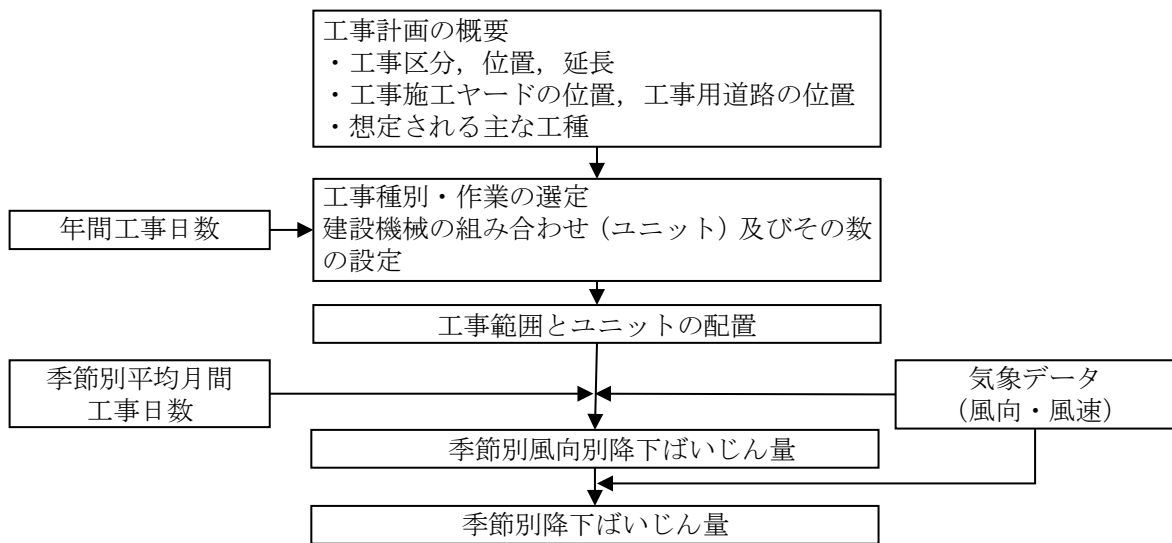 工事計画の概要
・工事区分，位置，延長
・工事施工ヤードの位置，工事用道路の位置
・想定される主な工種
年間工事日数
工事種別・作業の選定
建設機械の組み合わせ（ユニット）及びその数
の設定
工事範囲とユニットの配置
季節別平均月間
工事日数
気象データ
（風向・風速）
季節別風向別降下ばいじん量
季節別降下ばいじん量